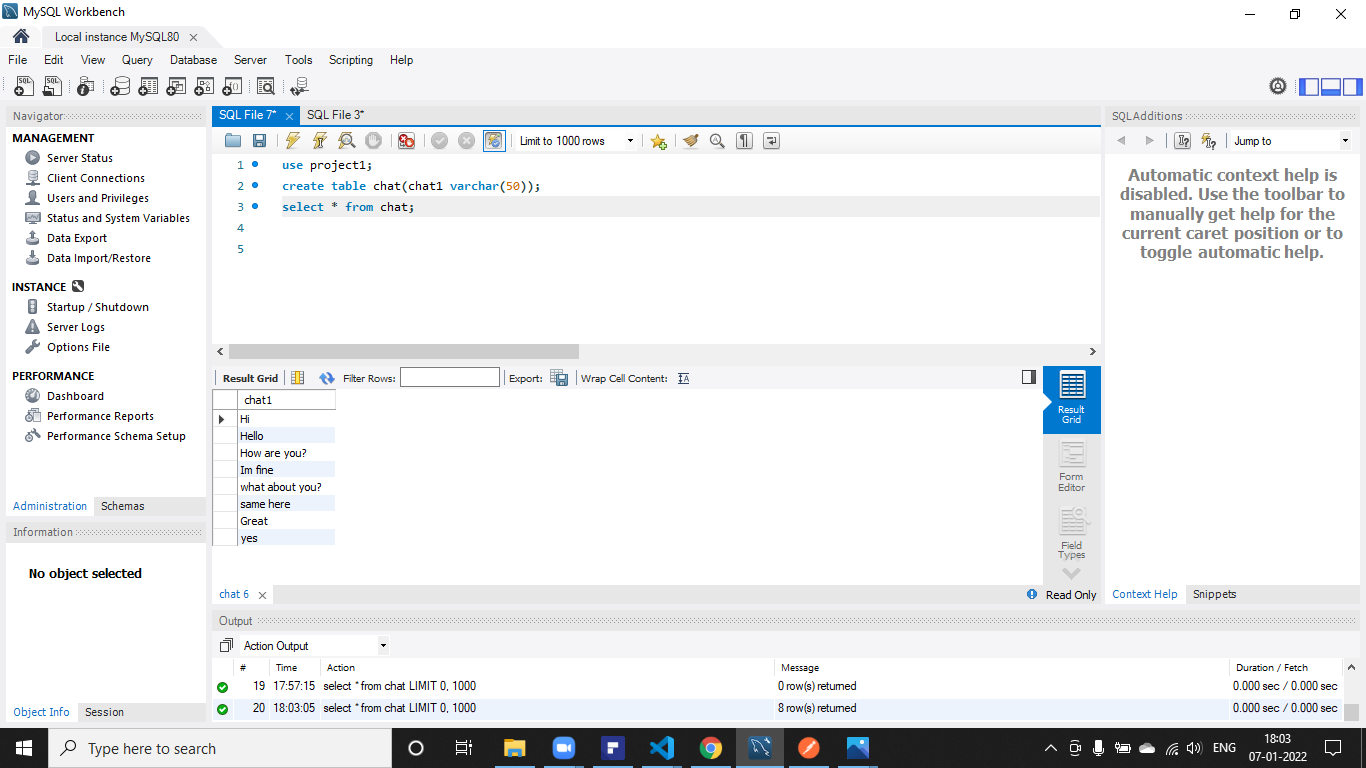 MySQL Workbench
Local instance MySQL80
File Edit View Query Database Server Tools Scripting Help
Navigator
MANAGEMENT
Server Status
Client Connections
Users and Privileges
Status and System Variables
Data Export
Data Import/Restore
INSTANCE
Startup / Shutdown
Server Logs
Options File
PERFORMANCE
Dashboard
Performance Reports
Performance Schema Setup
Administration Schemas
Information
No object selected
Object Info Session
SQL File 7* SQL File 3*
Limit to 1000 rows
1 use project1;
2 create table chat(chat1 varchar(50));
3 select * from chat;
4
5
Result Grid Filter Rows: Export: Wrap Cell Content:
chat1
Hi
Hello
How are you?
Im fine
what about you?
same here
Great
yes
Result
Grid
Form
Editor
Field
Types
chat 6
Read Only
Output
Action Output
# Time Action Message Duration / Fetch
19 17:57:15 select * from chat LIMIT 0, 1000 0 row(s) returned 0.000 sec / 0.000 sec
20 18:03:05 select * from chat LIMIT 0, 1000 8 row(s) returned 0.000 sec / 0.000 sec
SQLAdditions
Jump to
Automatic context help is
disabled. Use the toolbar to
manually get help for the
current caret position or to
toggle automatic help.
Context Help Snippets
Type here to search
ENG
18:03
07-01-2022